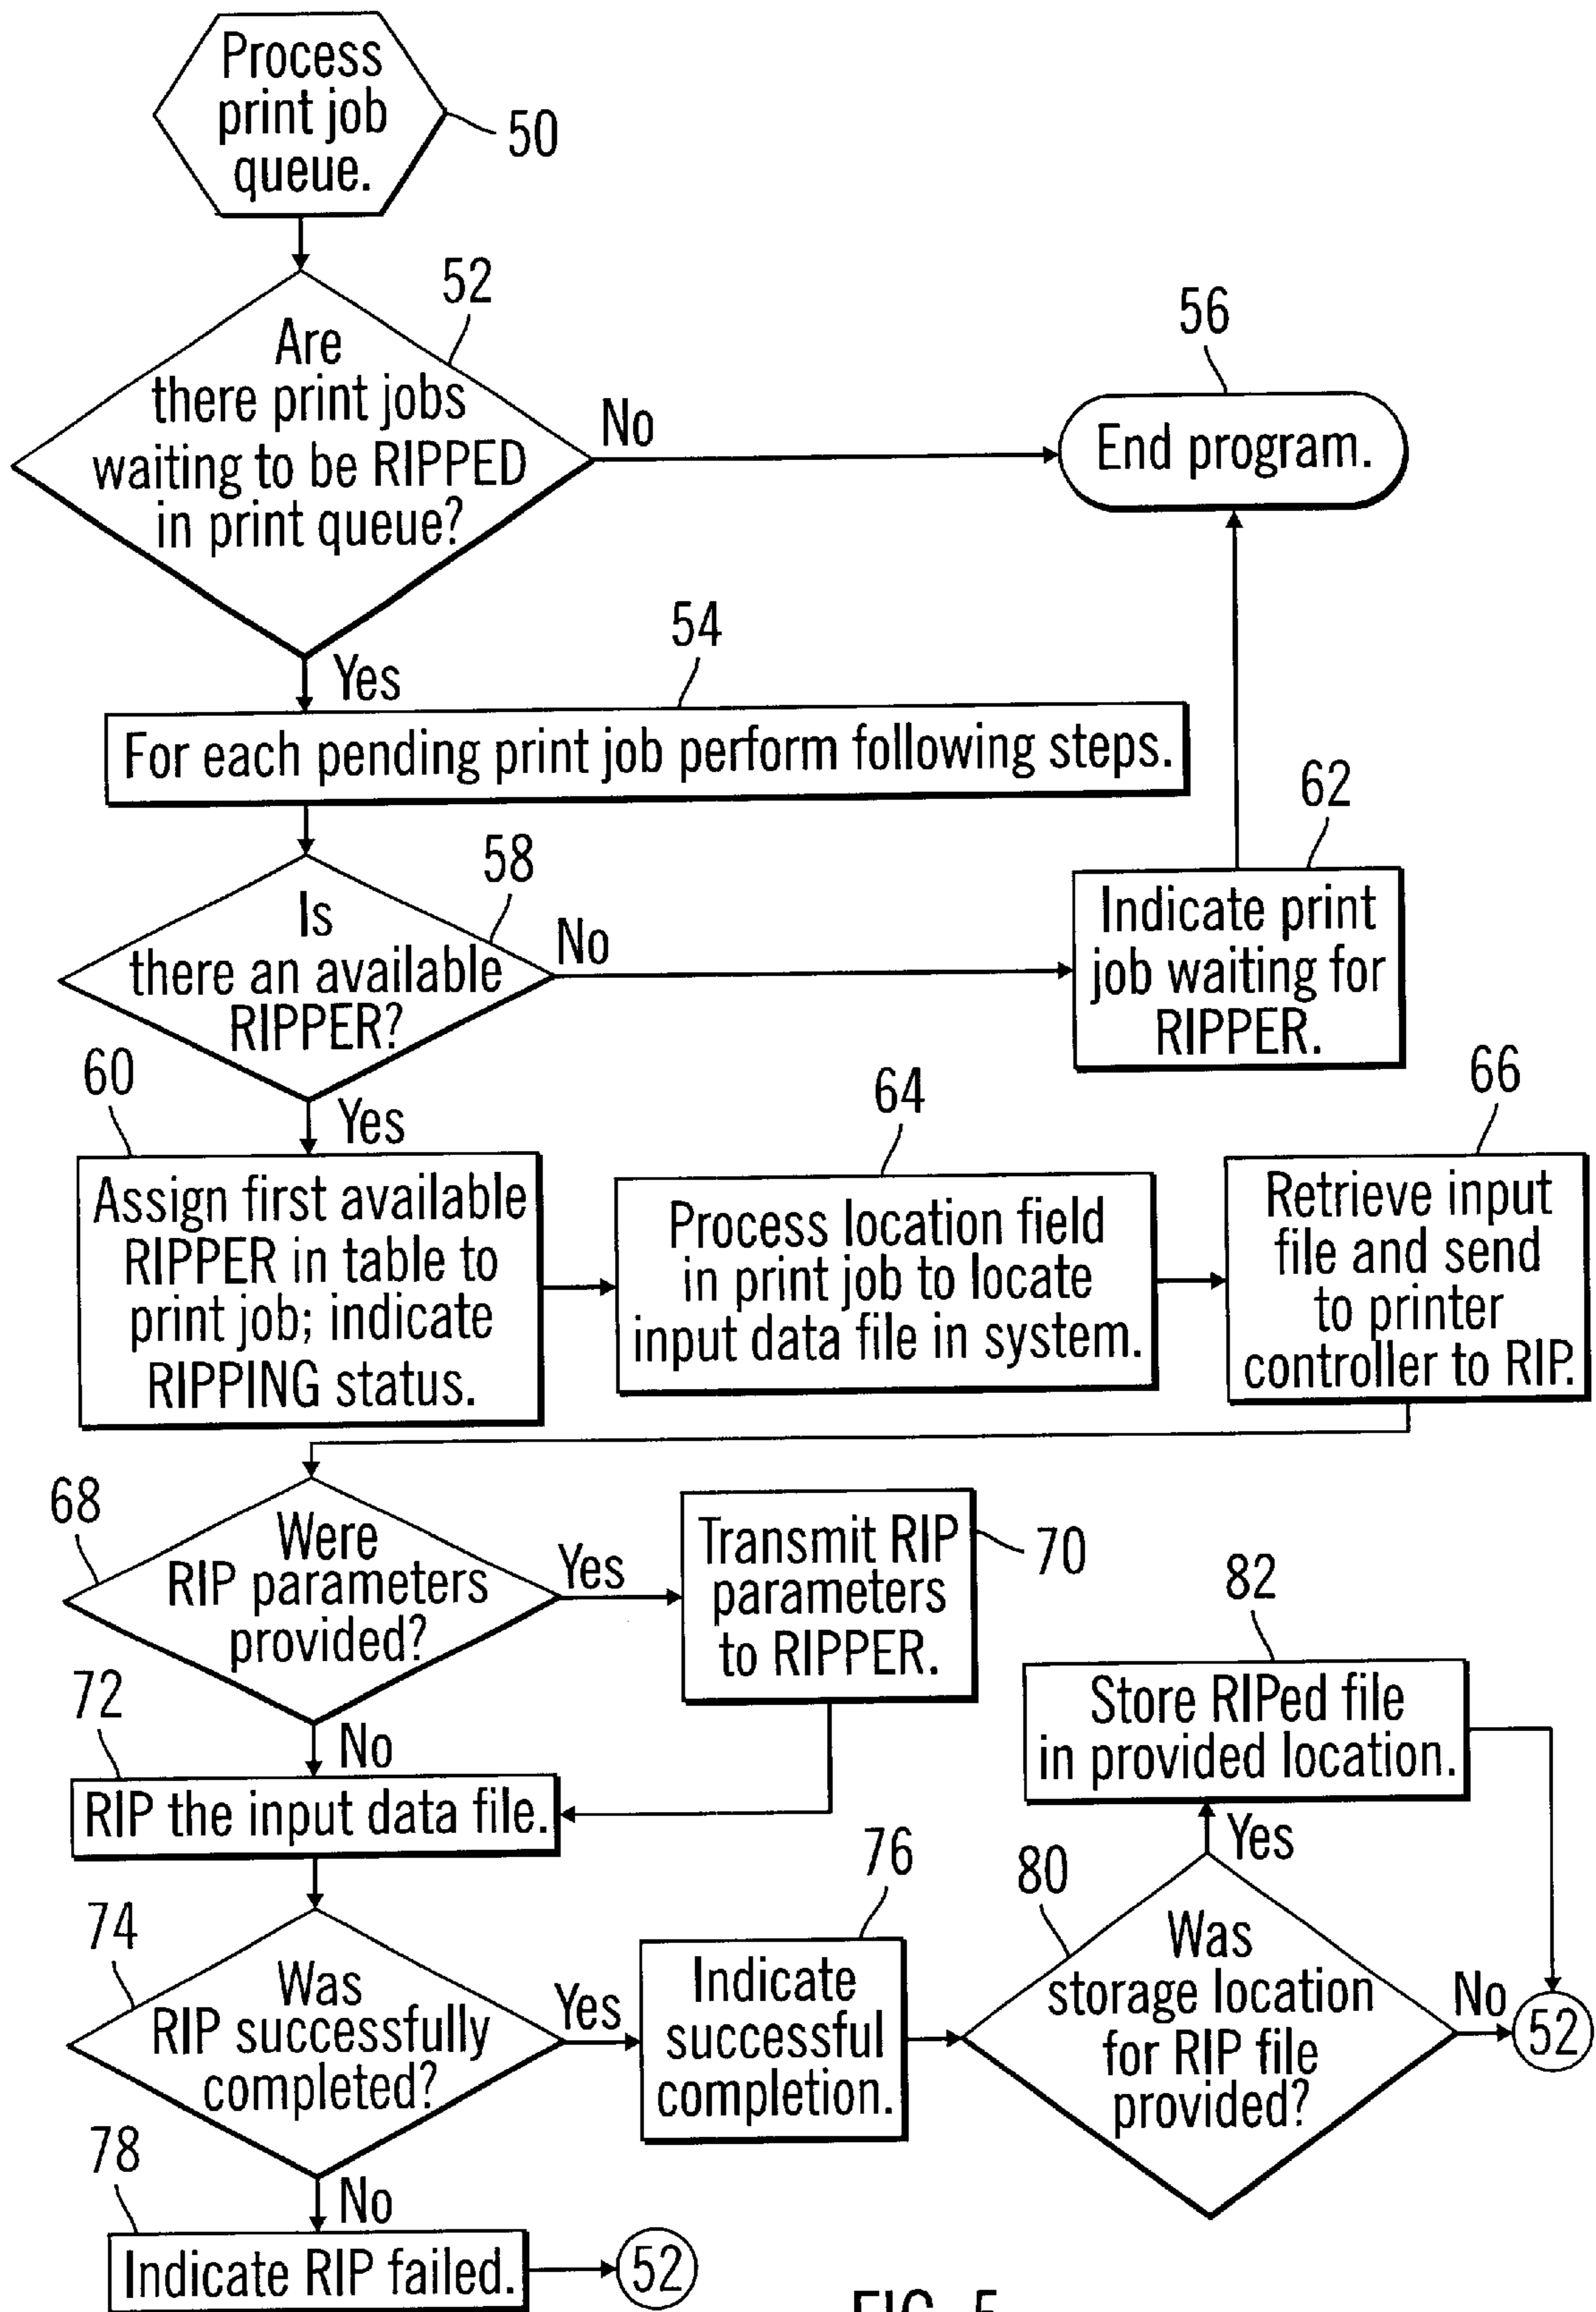 Process
print job
queue.
50
52
Are
there print jobs
waiting to be RIPPED
in print queue?
No
56
End program.
Yes
54
For each pending print job perform following steps.
58
Is
there an available
RIPPER?
No
62
Indicate print
job waiting for
RIPPER.
Yes
60
Assign first available
RIPPER in table to
print job; indicate
RIPPING status.
64
Process location field
in print job to locate
input data file in system.
66
Retrieve input
file and send
to printer
controller to RIP.
68
Were
RIP parameters
provided?
Yes
Transmit RIP
parameters
to RIPPER.
70
No
72
RIP the input data file.
74
Was
RIP successfully
completed?
Yes
76
Indicate
successful
completion.
80
Was
storage location
for RIP file
provided?
Yes
82
Store RIPed file
in provided location.
No
52
No
78
Indicate RIP failed.
52
FIG. 5